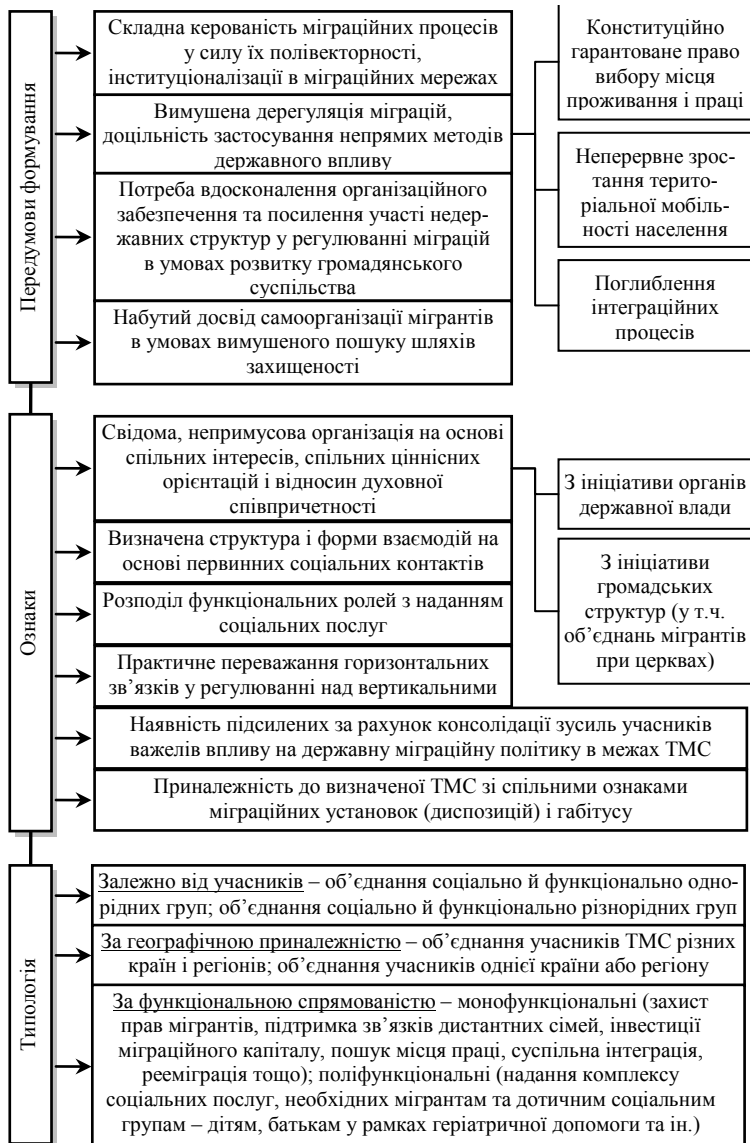 Передумови формування
Складна керованість міграційних процесів
у силу їх полівекторності,
інституціоналізації в міграційних мережах
Вимушена дерегуляція міграцій,
доцільність застосування непрямих методів
державного впливу
Потреба вдосконалення організаційного
забезпечення та посилення участі недер-
жавних структур у регулюванні міграцій
в умовах розвитку громадянського
суспільства
Набутий досвід самоорганізації мігрантів
в умовах вимушеного пошуку шляхів
захищеності
Конституційно
гарантоване право
вибору місця
проживання і праці
Неперервне зрос-
тання терито-
ріальної мобіль-
ності населення
Поглиблення
інтеграційних
процесів
Ознаки
Свідома, непримусова організація на основі
спільних інтересів, спільних ціннісних
орієнтацій і відносин духовної
співпричетності
Визначена структура і форми взаємодій на
основі первинних соціальних контактів
Розподіл функціональних ролей з наданням
соціальних послуг
Практичне переважання горизонтальних
зв’язків у регулюванні над вертикальними
Наявність підсилених за рахунок консолідації зусиль учасників
важелів впливу на державну міграційну політику в межах ТМС
Приналежність до визначеної ТМС зі спільними ознаками
міграційних установок (диспозицій) і габітусу
З ініціативи органів
державної влади
З ініціативи
громадських
структур (у т.ч.
об’єднань мігрантів
при церквах)
Типологія
Залежно від учасників – об’єднання соціально й функціонально одно-
рідних груп; об’єднання соціально й функціонально різнорідних груп
За географічною приналежністю – об’єднання учасників ТМС різних
країн і регіонів; об’єднання учасників однієї країни або регіону
За функціональною спрямованістю – монофункціональні (захист
прав мігрантів, підтримка зв’язків дистантних сімей, інвестиції
міграційного капіталу, пошук місця праці, суспільна інтеграція,
рееміграція тощо); поліфункціональні (надання комплексу
соціальних послуг, необхідних мігрантам та дотичним соціальним
групам – дітям, батькам у рамках геріатричної допомоги та ін.)